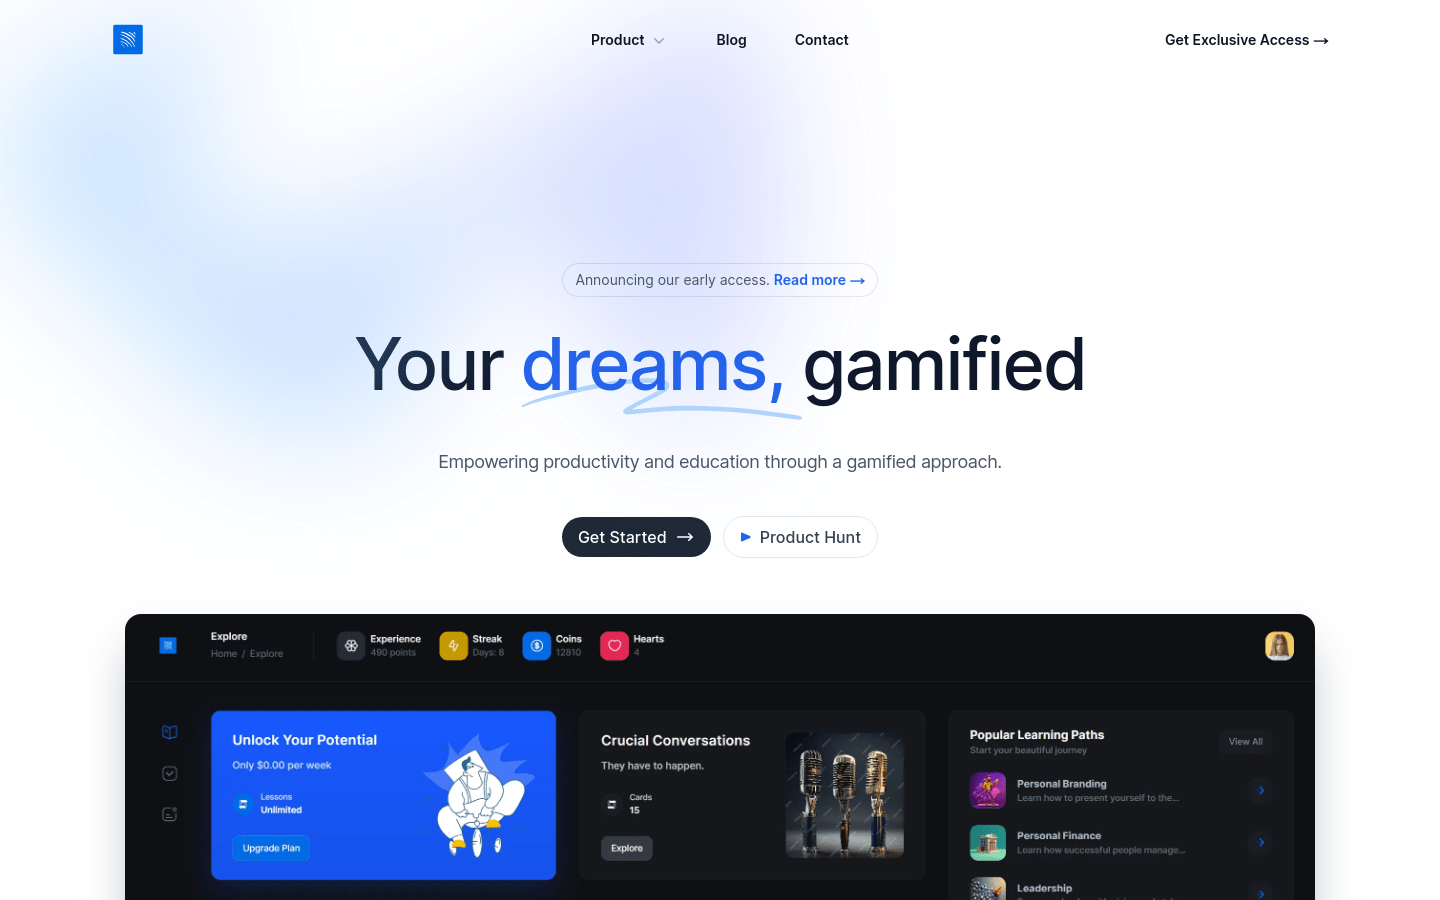 Product
Blog
Contact
Get Exclusive Access →
Announcing our early access. Read more →
Your dreams, gamified
Empowering productivity and education through a gamified approach.
Get Started →
Product Hunt
Explore
Home / Explore
Experience
490 points
Streak
Days: 8
Coins
12810
Hearts
4
Unlock Your Potential
Only $0.00 per week
Lessons
Unlimited
Upgrade Plan
Crucial Conversations
They have to happen.
Cards
15
Explore
Popular Learning Paths
Start your beautiful journey
View All
Personal Branding
Learn how to present yourself to the...
Personal Finance
Learn how successful people manage...
Leadership